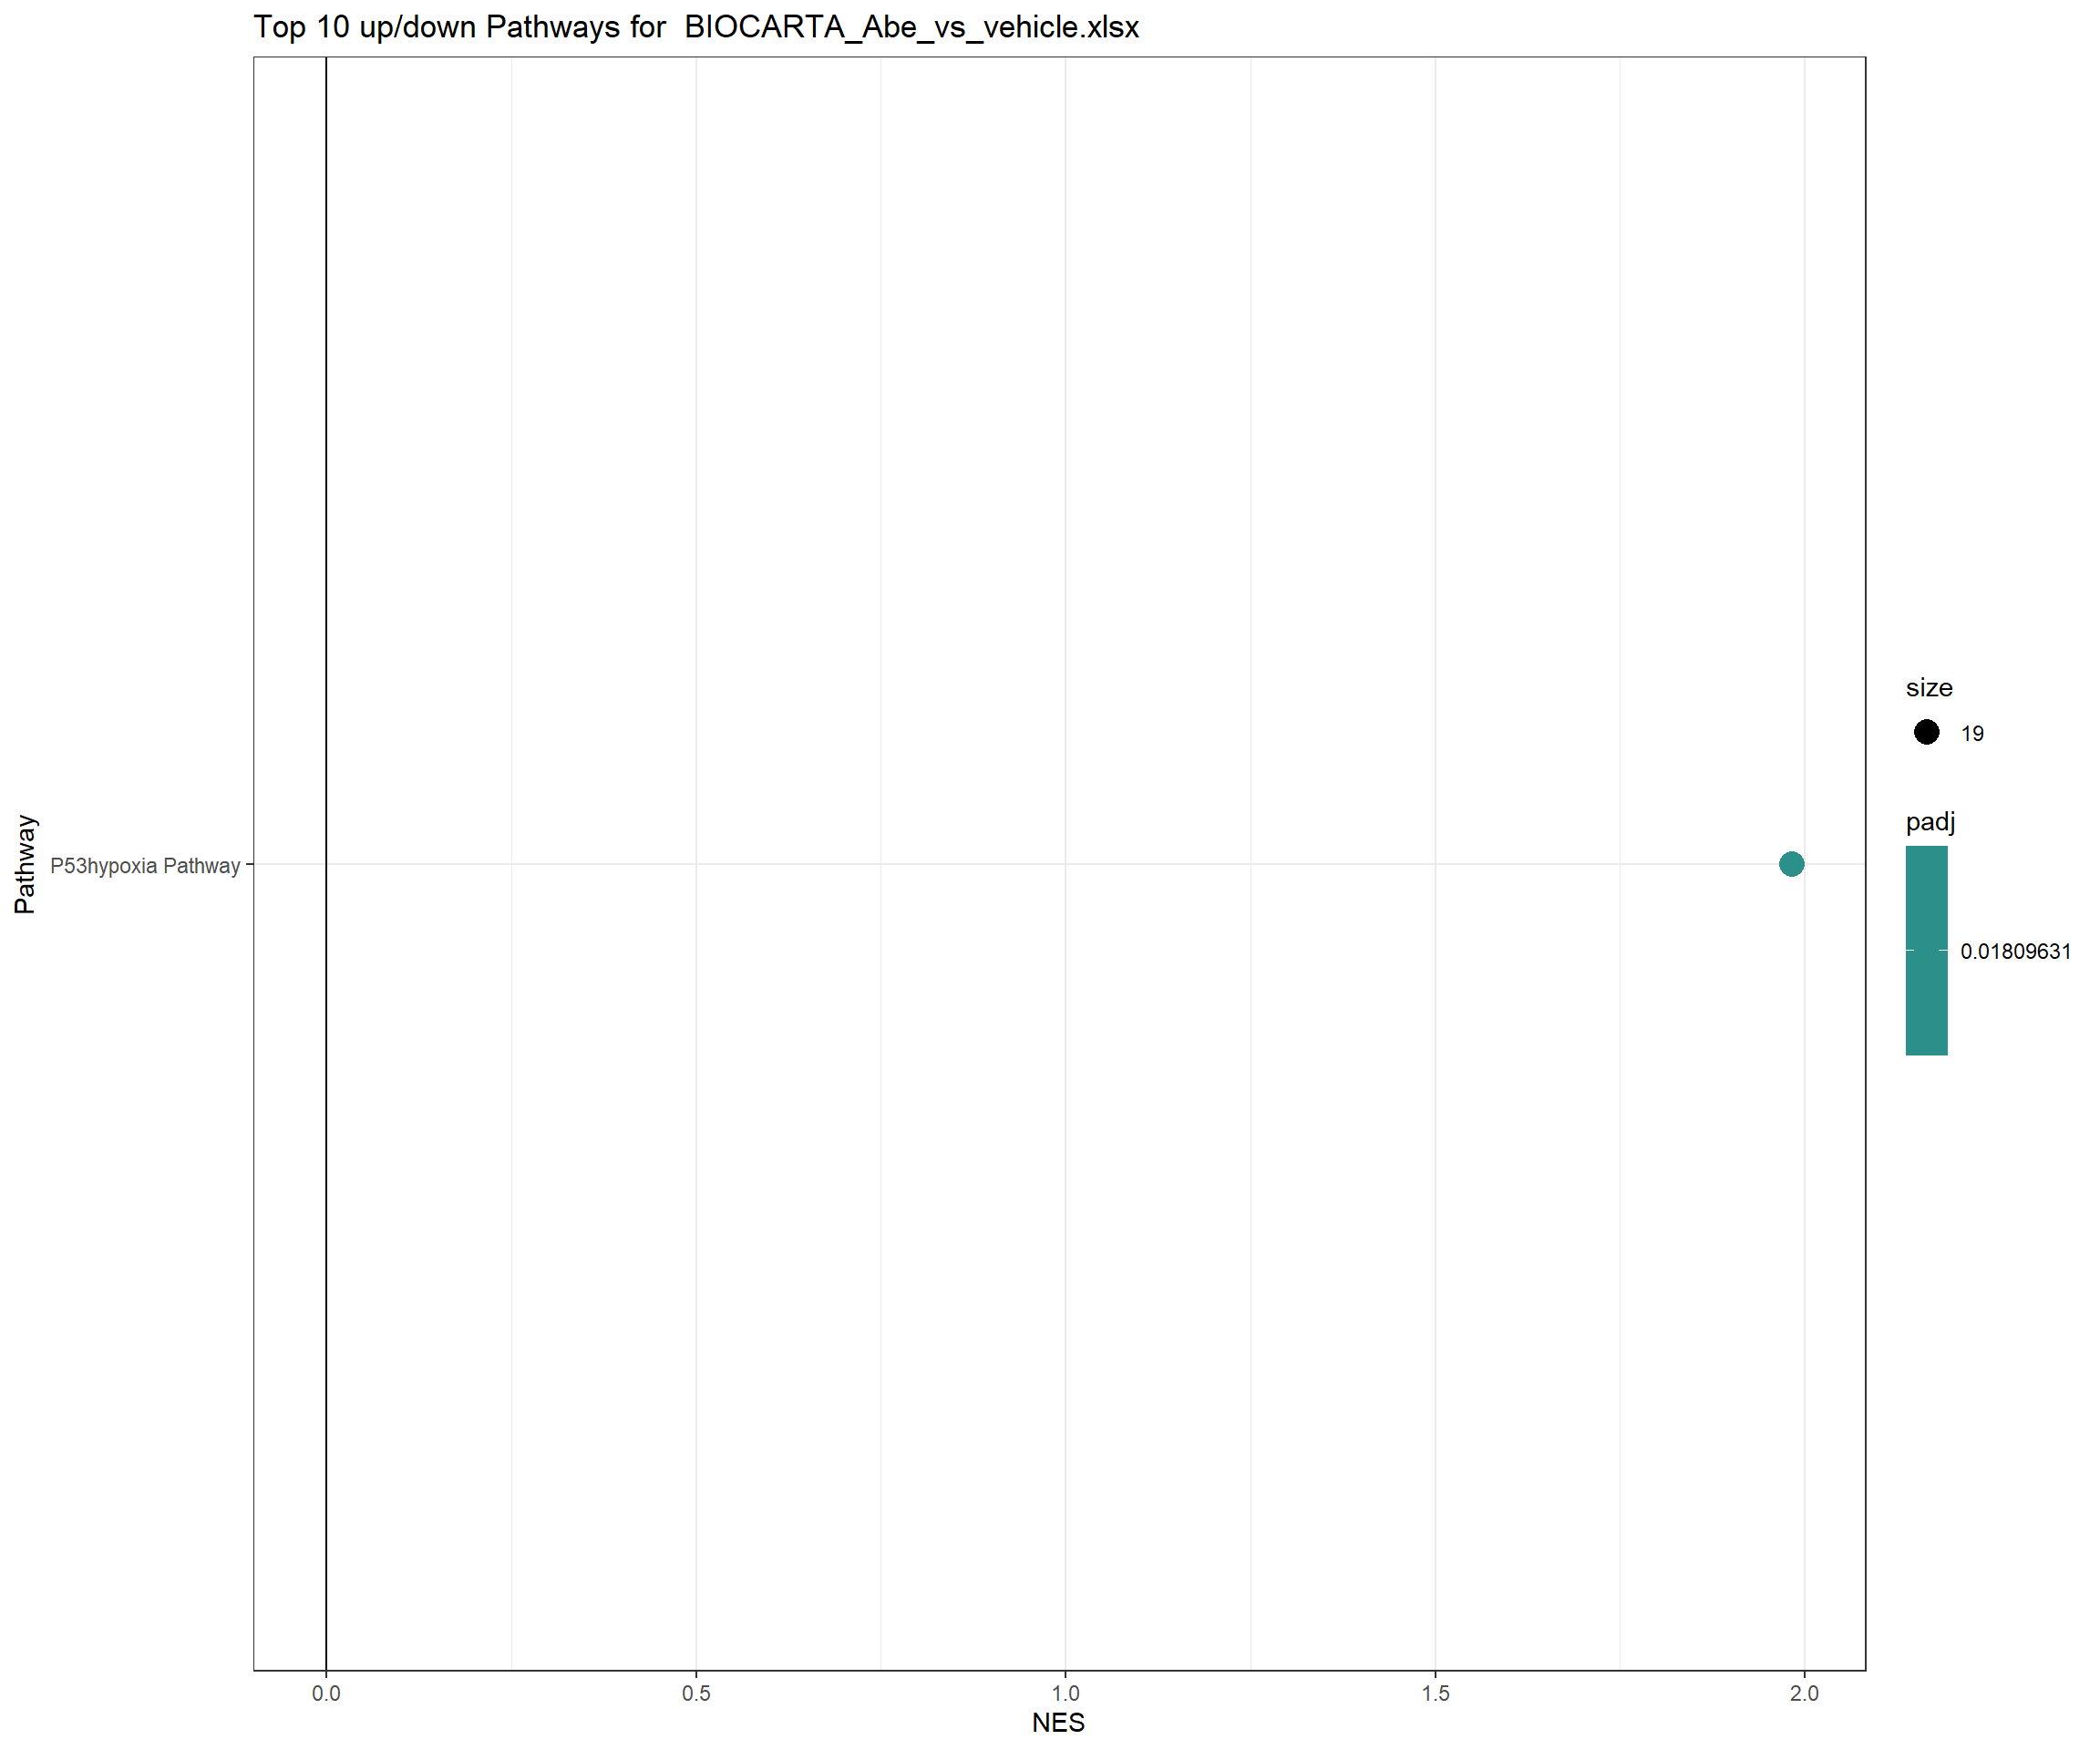 Top 10 up/down Pathways for  BIOCARTA_Abe_vs_vehicle.xlsx
Pathway
P53hypoxia Pathway
size
19
padj
0.01809631
0.0 0.5 1.0 1.5 2.0
NES